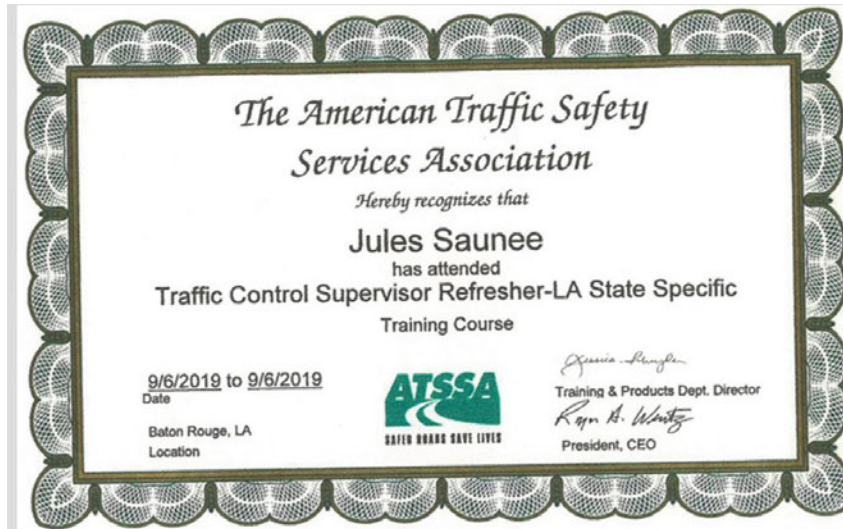 The American Traffic Safety
Services Association
Hereby recognizes that
Jules Saunee
has attended
Traffic Control Supervisor Refresher-LA State Specific
Training Course
9/6/2019 to 9/6/2019
Date
Baton Rouge, LA
Location
ATSSA
SAFER ROADS SAVE LIVES
Training & Products Dept. Director
President, CEO